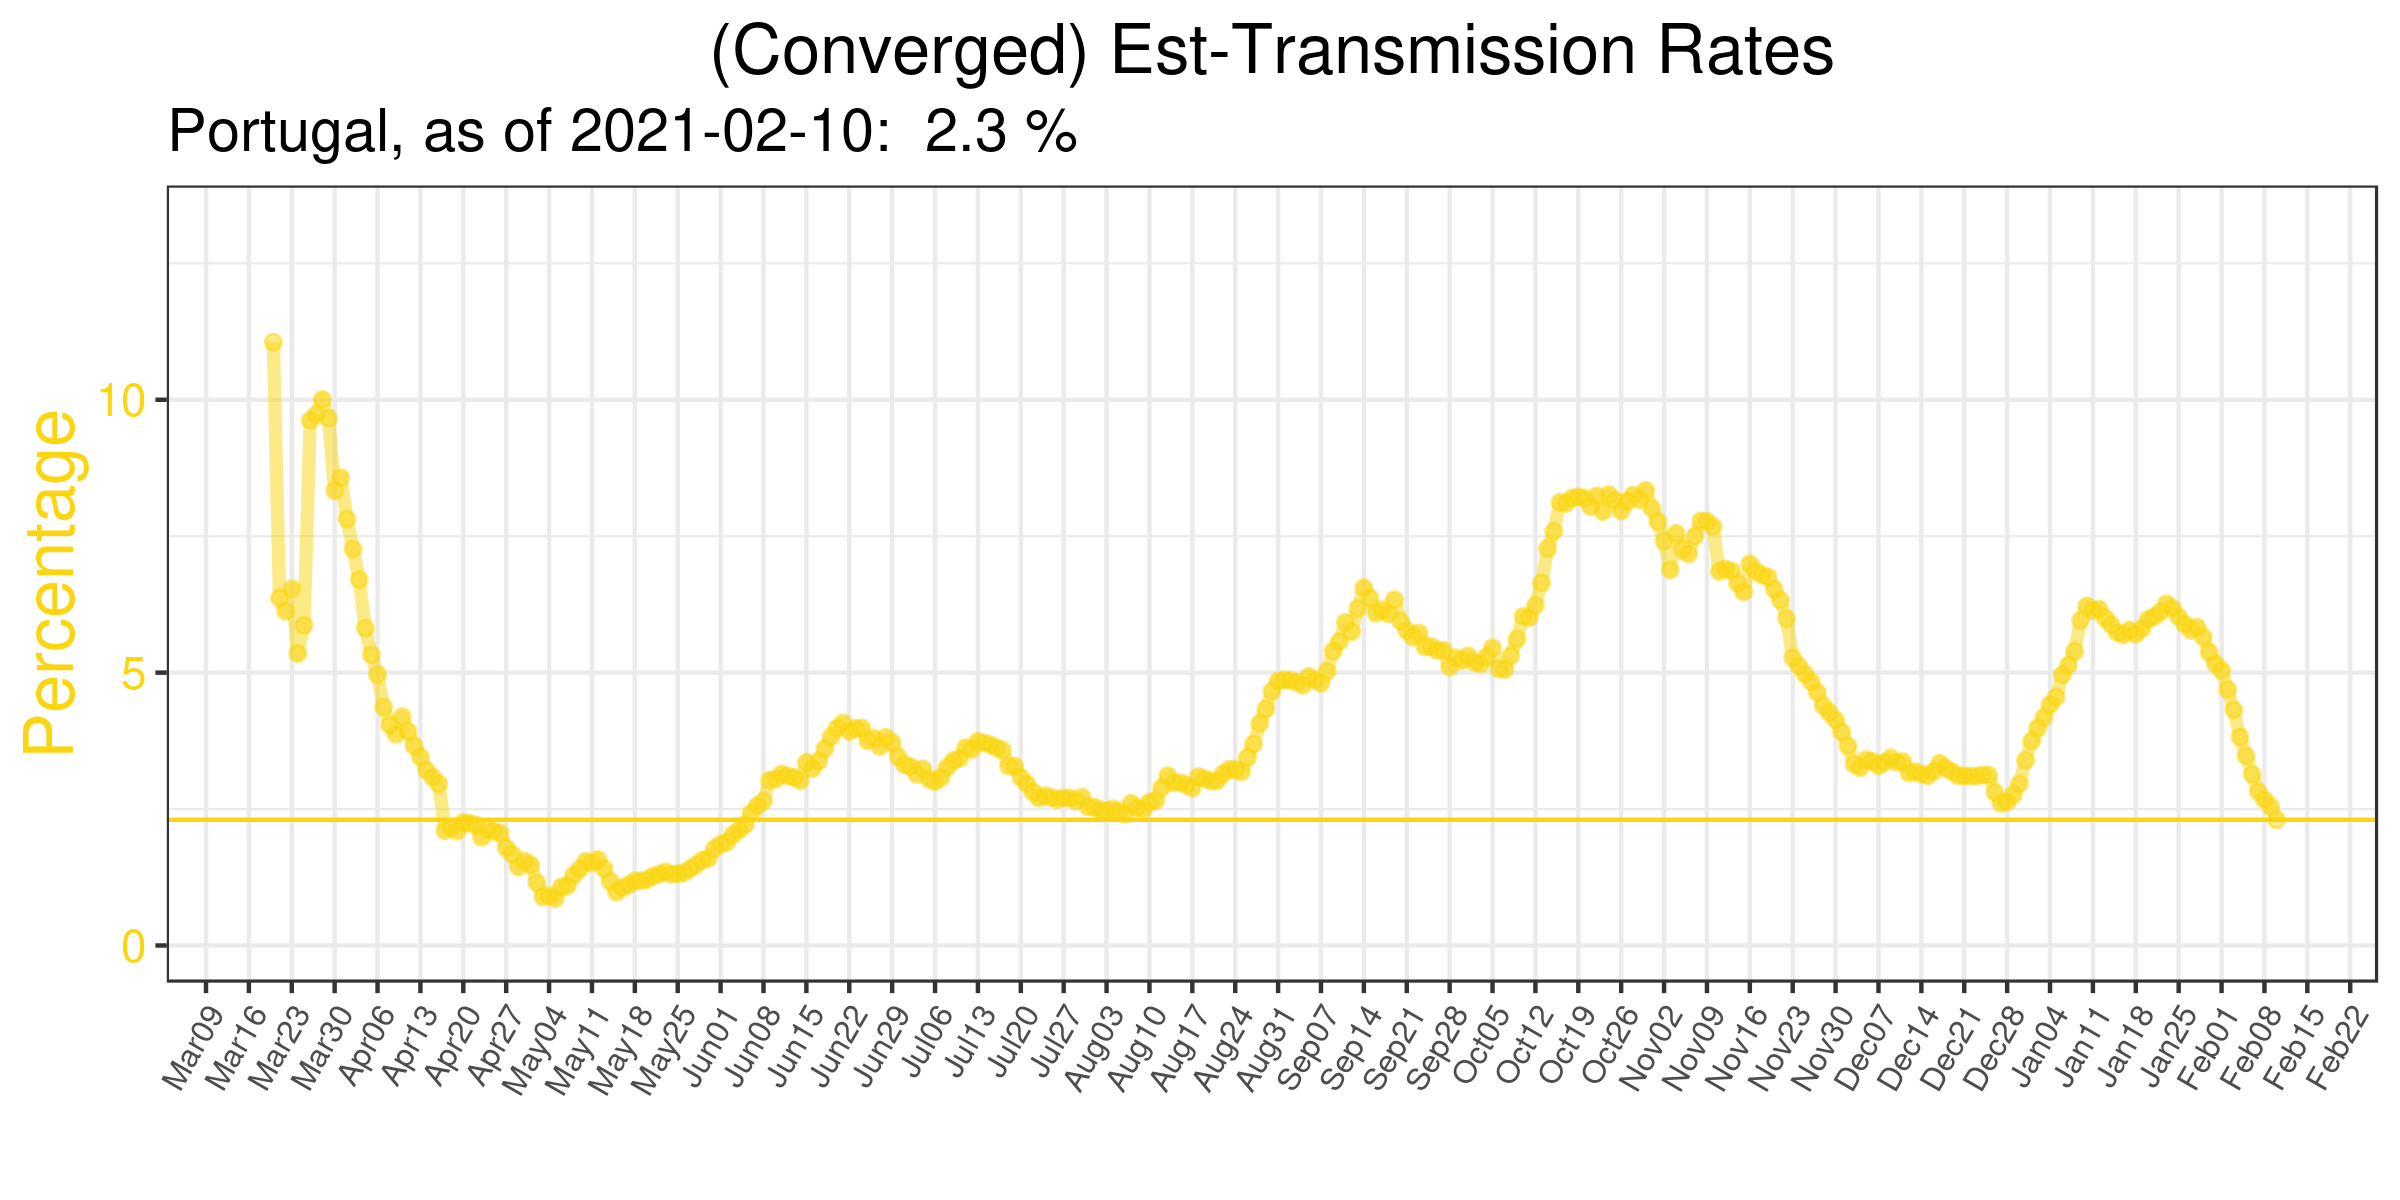 (Converged) Est-Transmission Rates
Portugal, as of 2021-02-10:  2.3 %
Percentage
10
5
0
Mar09
Mar16
Mar23
Mar30
Apr06
Apr13
Apr20
Apr27
May04
May11
May18
May25
Jun01
Jun08
Jun15
Jun22
Jun29
Jul06
Jul13
Jul20
Jul27
Aug03
Aug10
Aug17
Aug24
Aug31
Sep07
Sep14
Sep21
Sep28
Oct05
Oct12
Oct19
Oct26
Nov02
Nov09
Nov16
Nov23
Nov30
Dec07
Dec14
Dec21
Dec28
Jan04
Jan11
Jan18
Jan25
Feb01
Feb08
Feb15
Feb22